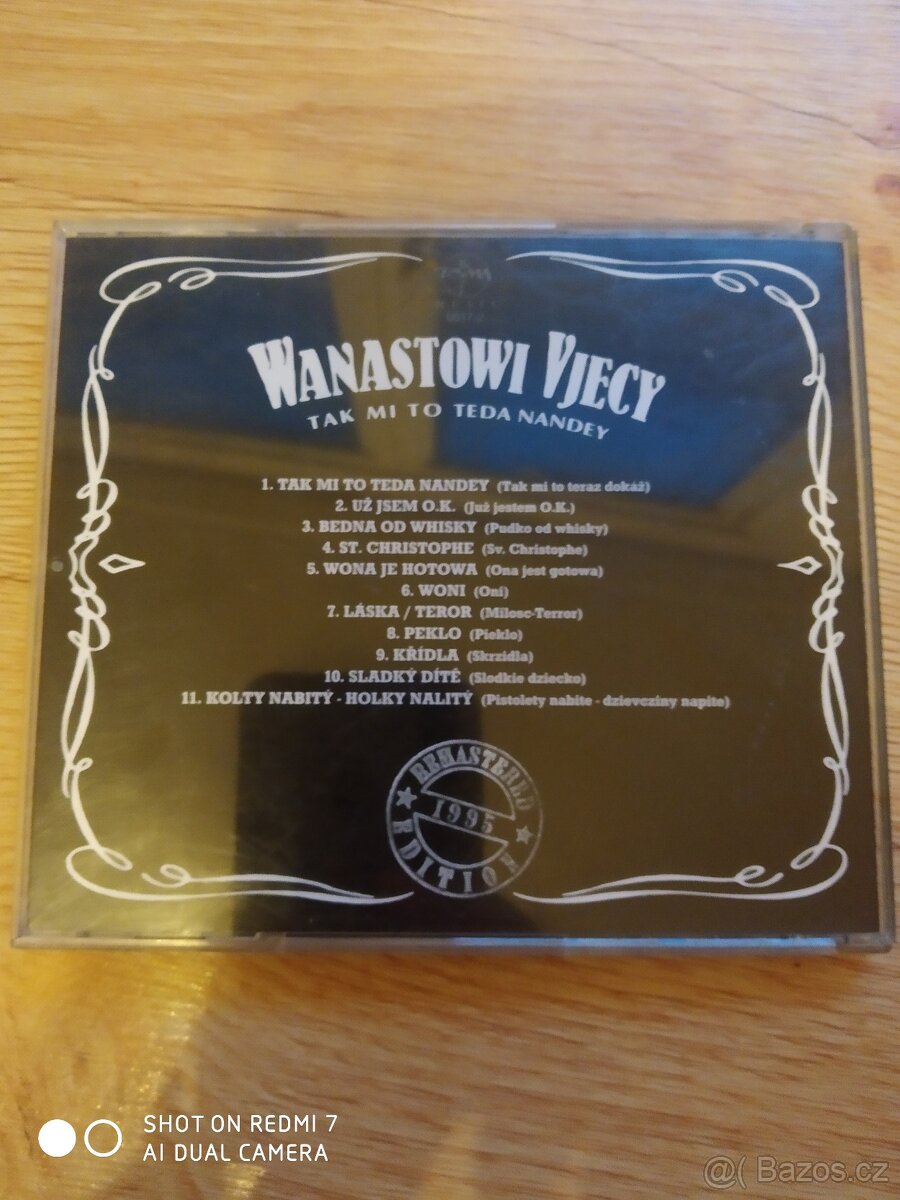 WANASTOWI VJECY
TAK MI TO TEDA NANDEY
1. TAK MI TO TEDA NANDEY (Tak mi to teraz dokáž)
2. UŽ JSEM O.K. (Już jestem O.K.)
3. BEDNA OD WHISKY (Pudko od whisky)
4. ST. CHRISTOPHE (Sv. Christophe)
5. WONA JE HOTOWA (Ona jest gotowa)
6. WONI (Oni)
7. LÁSKA / TEROR (Milosc-Terror)
8. PEKLO (Pieklo)
9. KŘÍDLA (Skrzidla)
10. SLADKÝ DÍTĚ (Slodkie dziecko)
11. KOLTY NABITÝ - HOLKY NALITÝ (Pistolety nabite - dzievczíny napite)
REMASTERED
1995
EDITION
SHOT ON REDMI 7
AI DUAL CAMERA
@( Bazos.cz